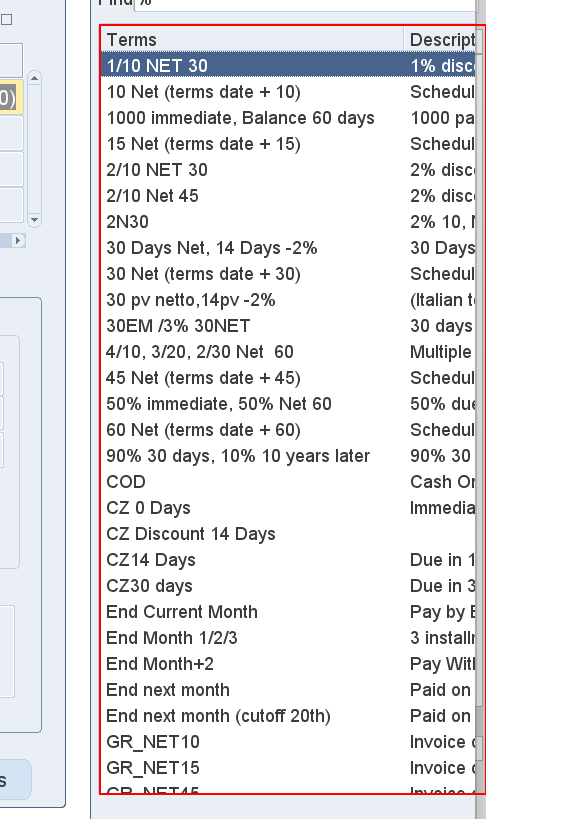 Find %
0)
Terms Descript
1/10 NET 30 1% disc
10 Net (terms date + 10) Schedul
1000 immediate, Balance 60 days 1000 pa
15 Net (terms date + 15) Schedul
2/10 NET 30 2% disc
2/10 Net 45 2% disc
2N30 2% 10, N
30 Days Net, 14 Days -2% 30 Days
30 Net (terms date + 30) Schedul
30 pv netto,14pv -2% (Italian t
30EM /3% 30NET 30 days
4/10, 3/20, 2/30 Net  60 Multiple
45 Net (terms date + 45) Schedul
50% immediate, 50% Net 60 50% due
60 Net (terms date + 60) Schedul
90% 30 days, 10% 10 years later 90% 30
COD Cash On
CZ 0 Days Immedia
CZ Discount 14 Days
CZ14 Days Due in 1
CZ30 days Due in 3
End Current Month Pay by E
End Month 1/2/3 3 install
End Month+2 Pay With
End next month Paid on
End next month (cutoff 20th) Paid on
GR_NET10 Invoice
GR_NET15 Invoice
GR_NET45 Invoice
s